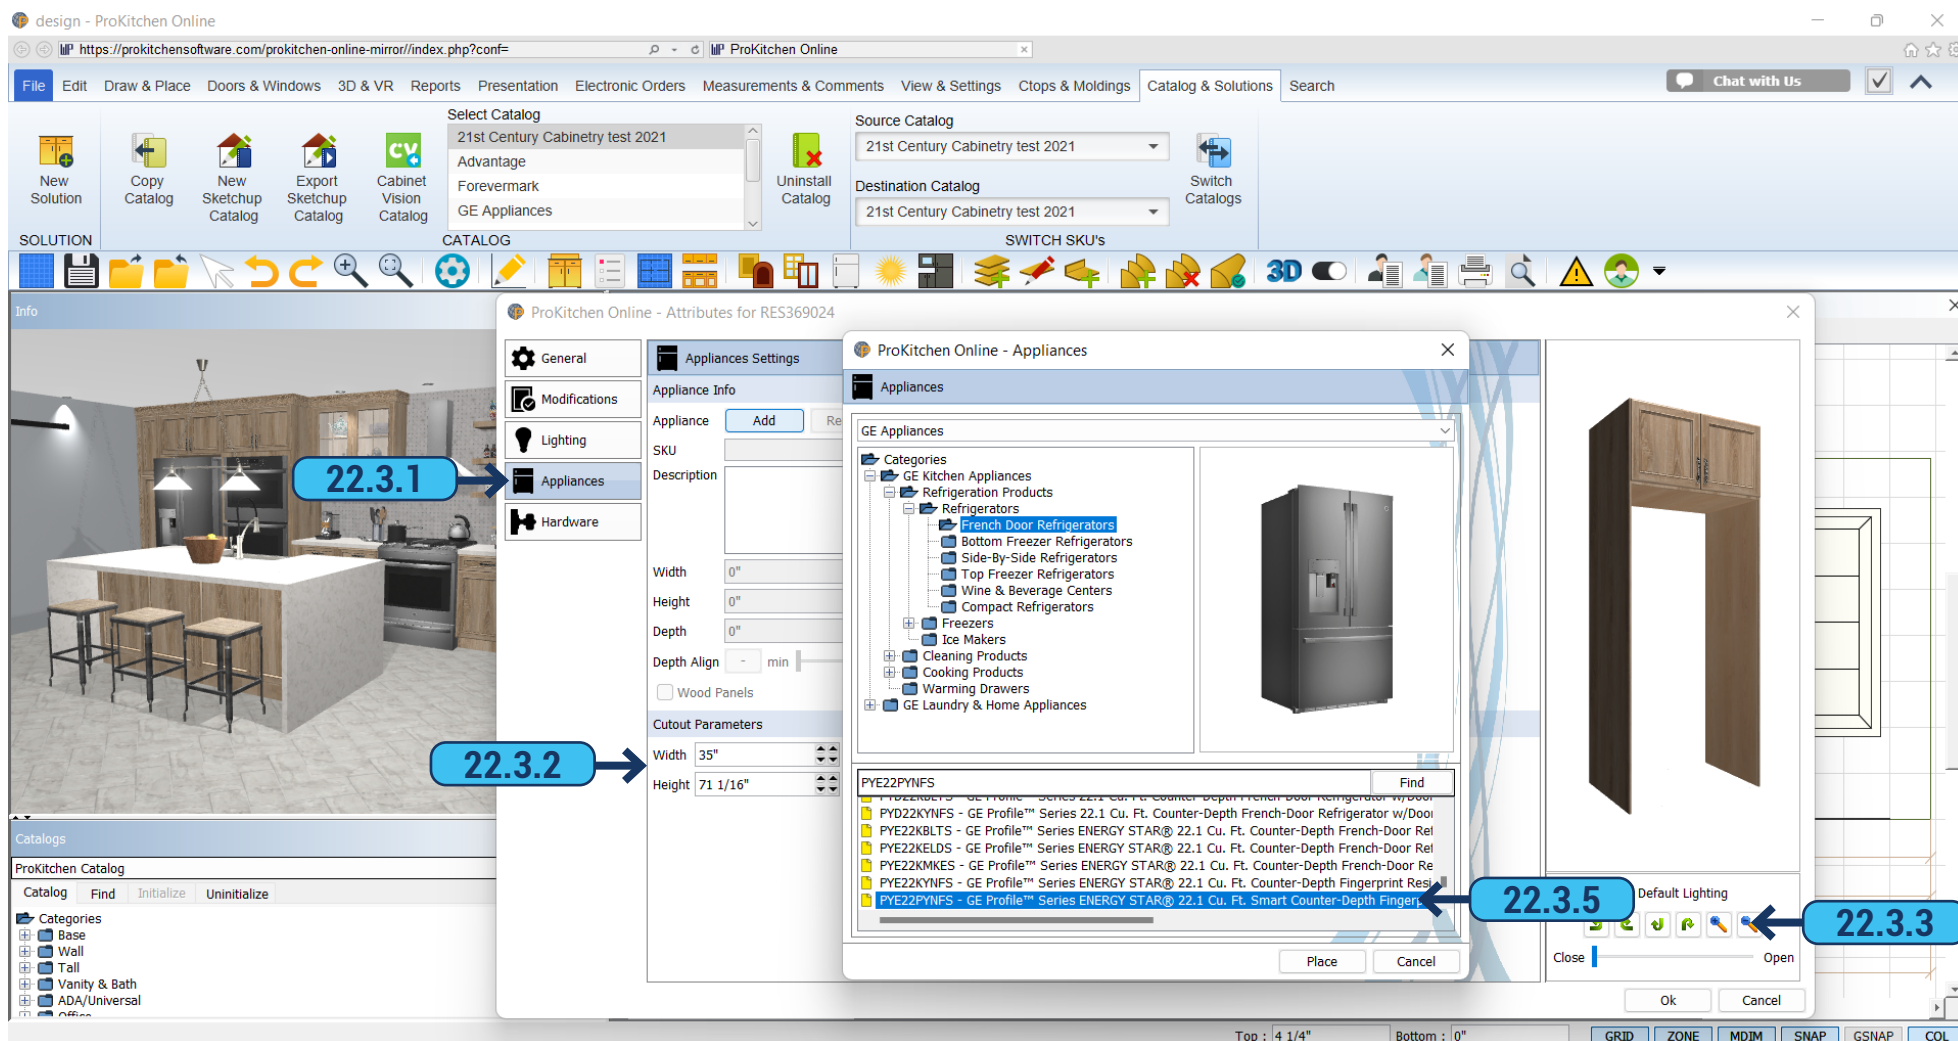 design - ProKitchen Online
https://prokitchensoftware.com/prokitchen-online-mirror//index.php?conf=
ProKitchen Online
File Edit Draw & Place Doors & Windows 3D & VR Reports Presentation Electronic Orders Measurements & Comments View & Settings Ctops & Moldings Catalog & Solutions Search
Chat with Us
New Solution
SOLUTION
Copy Catalog
New Sketchup Catalog
Export Sketchup Catalog
CV
Cabinet Vision Catalog
Select Catalog
21st Century Cabinetry test 2021
Advantage
Forevermark
GE Appliances
Uninstall Catalog
CATALOG
Source Catalog
21st Century Cabinetry test 2021
Destination Catalog
21st Century Cabinetry test 2021
Switch Catalogs
SWITCH SKU's
3D
Info
ProKitchen Online - Attributes for RES369024
General
Modifications
Lighting
Appliances
Hardware
22.3.1
Appliances Settings
Appliance Info
Appliance Add Re
SKU
Description
Width 0"
Height 0"
Depth 0"
Depth Align - min
Wood Panels
Cutout Parameters
22.3.2
Width 35"
Height 71 1/16"
ProKitchen Online - Appliances
Appliances
GE Appliances
Categories
GE Kitchen Appliances
Refrigeration Products
Refrigerators
French Door Refrigerators
Bottom Freezer Refrigerators
Side-By-Side Refrigerators
Top Freezer Refrigerators
Wine & Beverage Centers
Compact Refrigerators
Freezers
Ice Makers
Cleaning Products
Cooking Products
Warming Drawers
GE Laundry & Home Appliances
PYE22PYNFS Find
PYD22KYNFS - GE Profile™ Series 22.1 Cu. Ft. Counter-Depth French-Door Refrigerator w/Door
PYE22KBLTS - GE Profile™ Series ENERGY STAR® 22.1 Cu. Ft. Counter-Depth French-Door Ref
PYE22KELDS - GE Profile™ Series ENERGY STAR® 22.1 Cu. Ft. Counter-Depth French-Door Ref
PYE22KMKES - GE Profile™ Series ENERGY STAR® 22.1 Cu. Ft. Counter-Depth French-Door Re
PYE22KYNFS - GE Profile™ Series ENERGY STAR® 22.1 Cu. Ft. Counter-Depth Fingerprint Resi
PYE22PYNFS - GE Profile™ Series ENERGY STAR® 22.1 Cu. Ft. Smart Counter-Depth Fingerp
22.3.5
Place Cancel
Default Lighting
22.3.3
Close Open
Ok Cancel
Catalogs
ProKitchen Catalog
Catalog Find Initialize Uninitialize
Categories
Base
Wall
Tall
Vanity & Bath
ADA/Universal
Office
Top : 4 1/4" Bottom : 0" GRID ZONE MDIM SNAP GSNAP COL